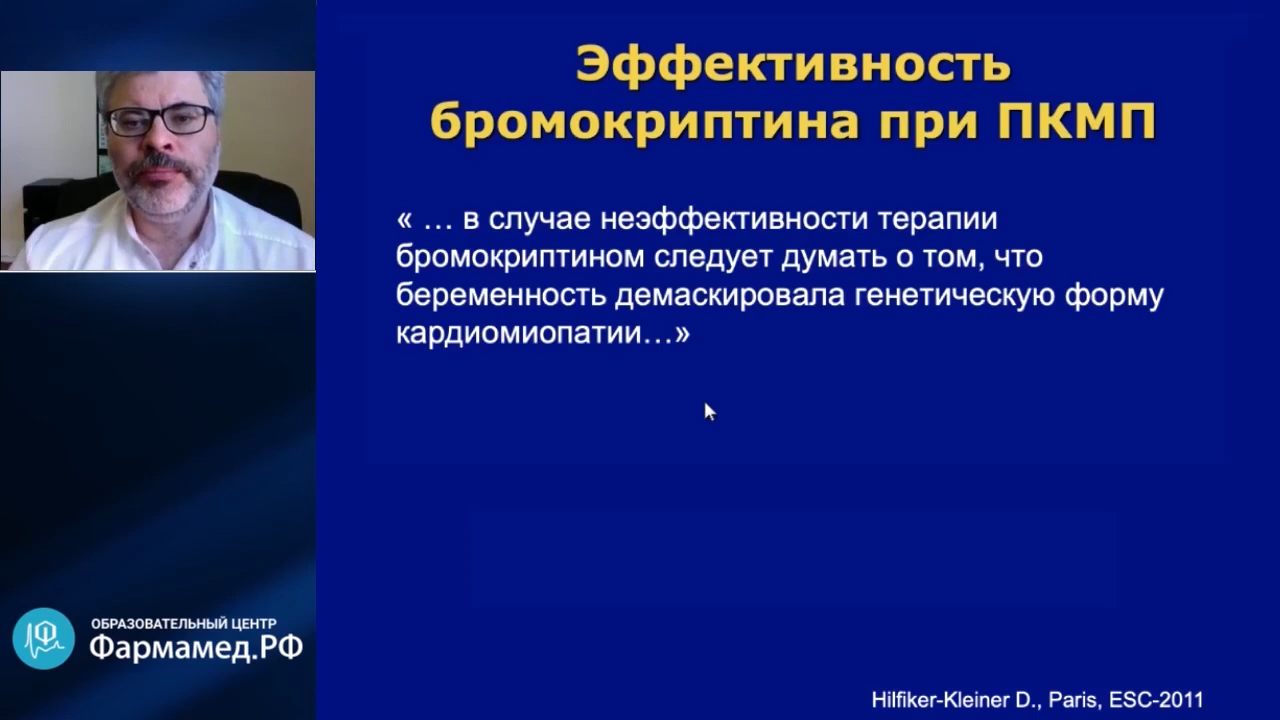 Эффективность
бромокриптина при ПКМП
« … в случае неэффективности терапии
бромокриптином следует думать о том, что
беременность демаскировала генетическую форму
кардиомиопатии…»
ОБРАЗОВАТЕЛЬНЫЙ ЦЕНТР
Фармамед.РФ
Hilfiker-Kleiner D., Paris, ESC-2011